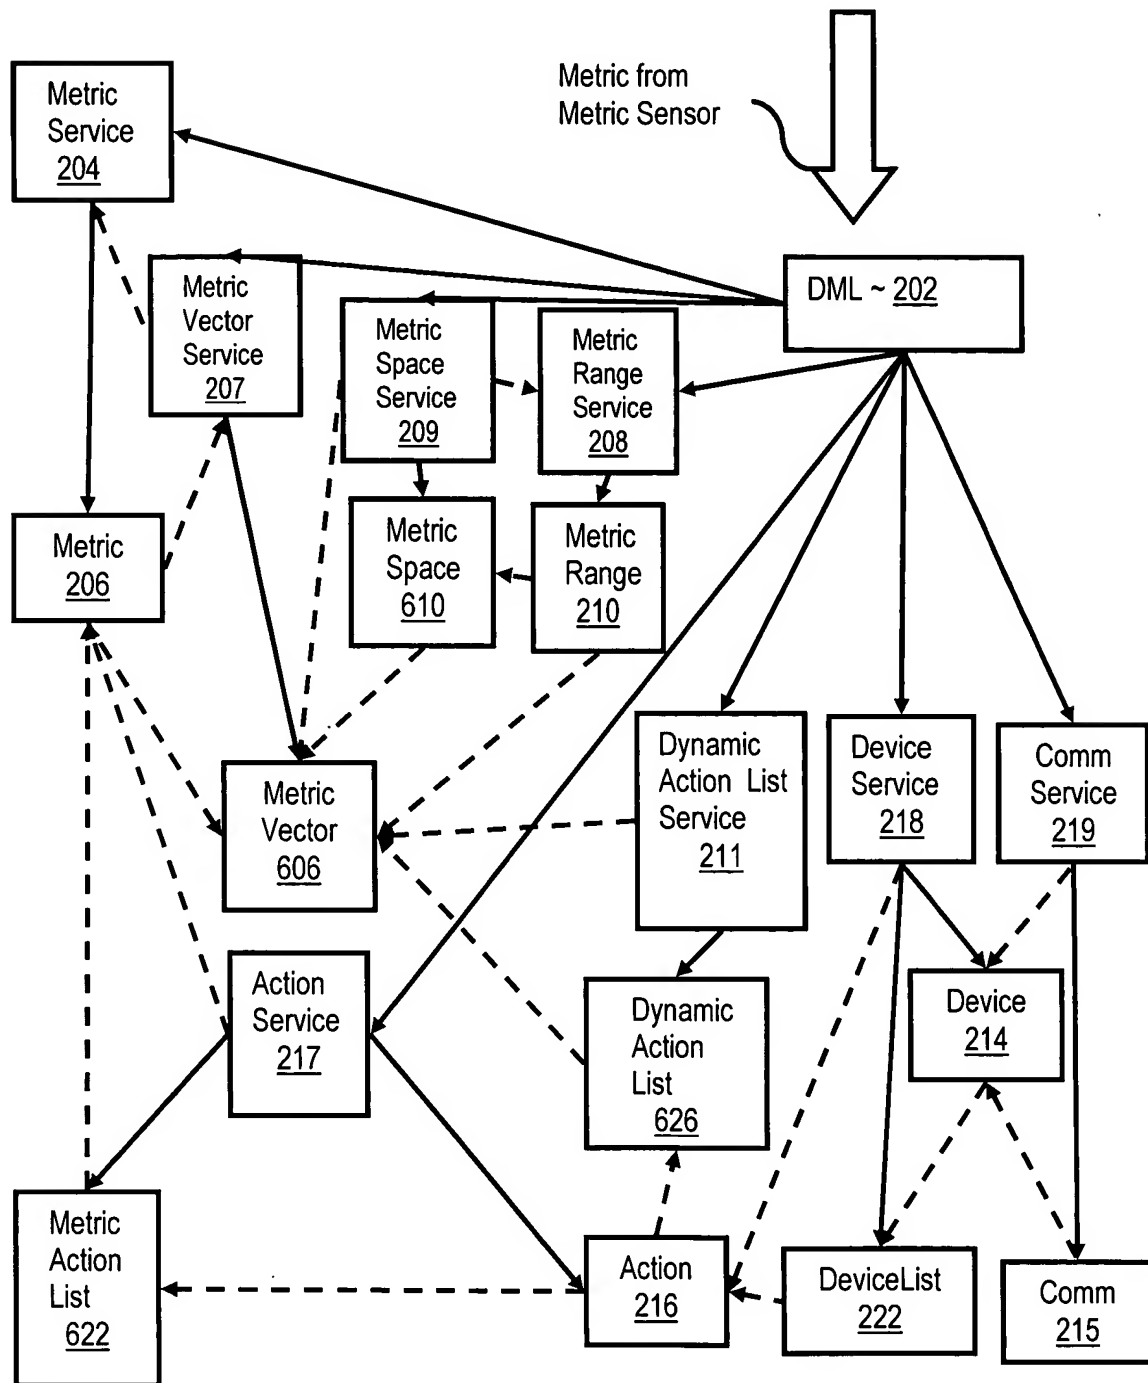 Metric from
Metric Sensor
Metric
Service
204
DML ~ 202
Metric
Vector
Service
207
Metric
Space
Service
209
Metric
Range
Service
208
Metric
206
Metric
Space
610
Metric
Range
210
Dynamic
Action List
Service
211
Device
Service
218
Comm
Service
219
Metric
Vector
606
Action
Service
217
Dynamic
Action
List
626
Device
214
Metric
Action
List
622
Action
216
DeviceList
222
Comm
215